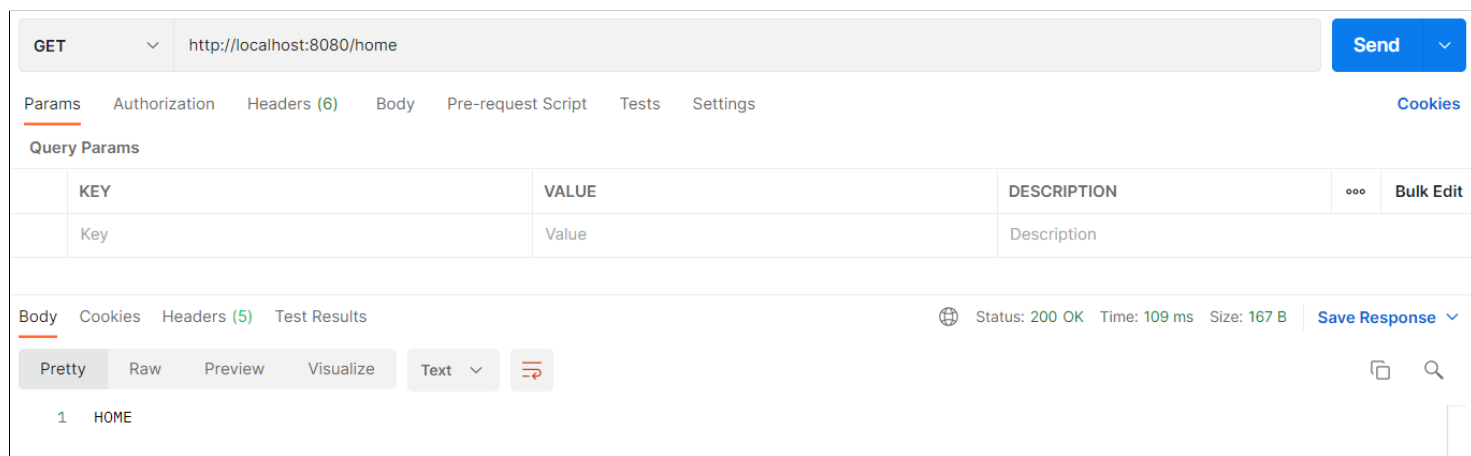 GET http://localhost:8080/home Send
Params Authorization Headers (6) Body Pre-request Script Tests Settings Cookies
Query Params
KEY VALUE DESCRIPTION ooo Bulk Edit
Key Value Description
Body Cookies Headers (5) Test Results Status: 200 OK Time: 109 ms Size: 167 B Save Response
Pretty Raw Preview Visualize Text
1 HOME